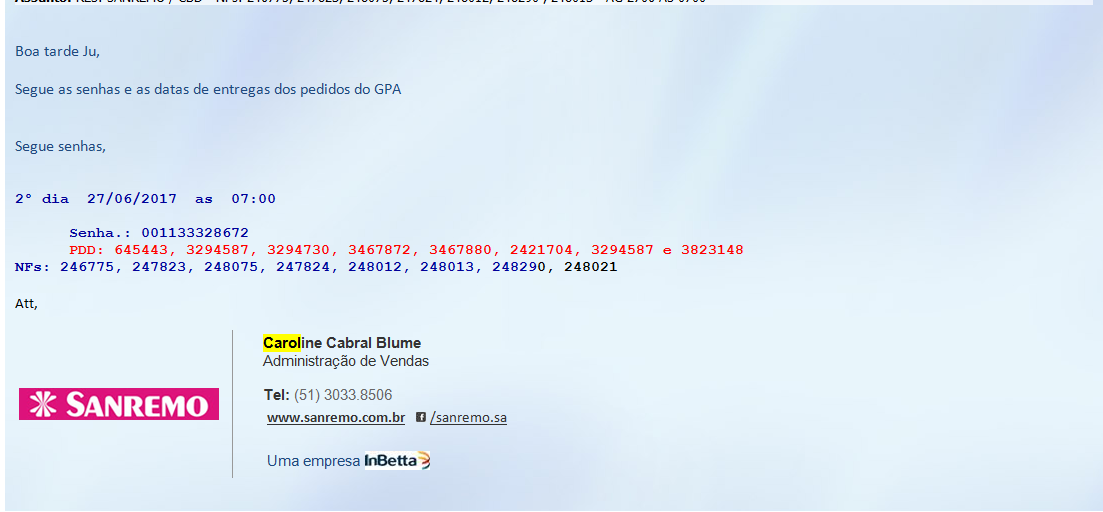 Boa tarde Ju,
Segue as senhas e as datas de entregas dos pedidos do GPA
Segue senhas,
2° dia 27/06/2017 as 07:00
Senha.: 001133328672
PDD: 645443, 3294587, 3294730, 3467872, 3467880, 2421704, 3294587 e 3823148
NFs: 246775, 247823, 248075, 247824, 248012, 248013, 248290, 248021
Att,
Caroline Cabral Blume
Administração de Vendas
SANREMO
Tel: (51) 3033.8506
www.sanremo.com.br /sanremo.sa
Uma empresa InBetta